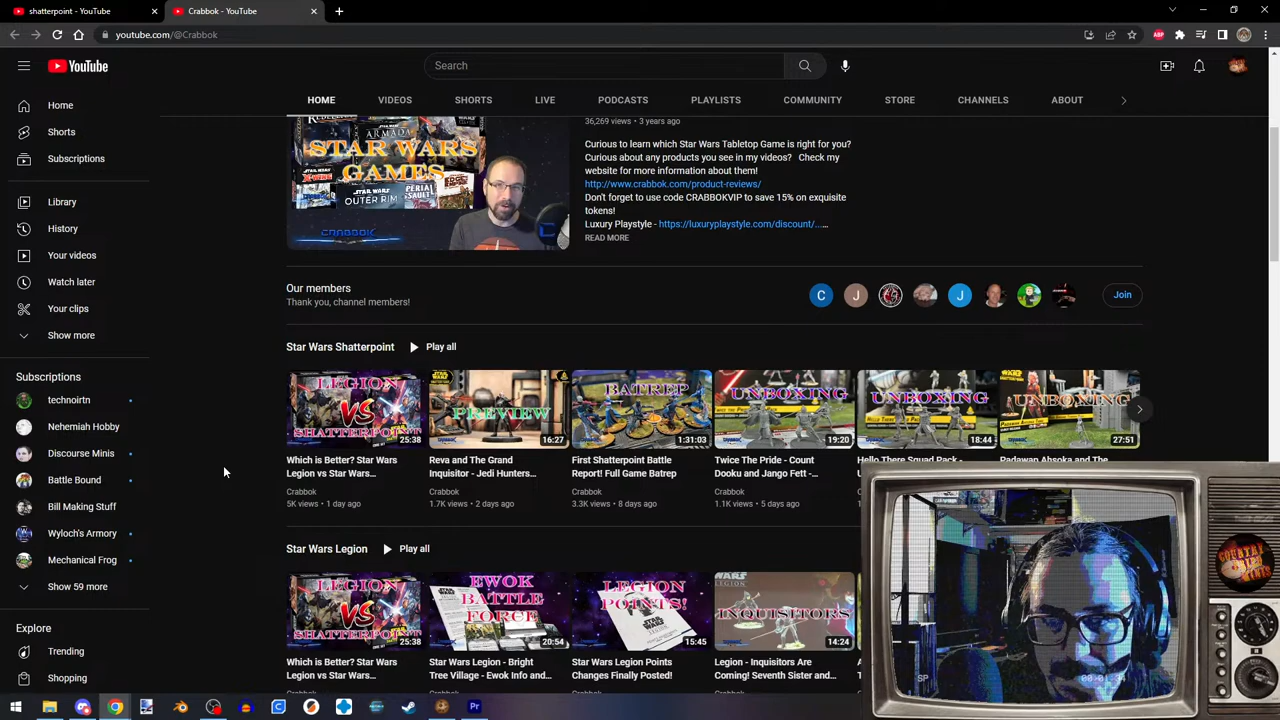 shatterpoint - YouTube
Crabbok - YouTube
youtube.com/@Crabbok
ABP
YouTube
Search
Home
Shorts
Subscriptions
Library
History
Your videos
Watch later
Your clips
Show more
Subscriptions
technoirth
Nehemiah Hobby
Discourse Minis
Battle Bound
Bill Making Stuff
Wyloch's Armory
Mechanical Frog
Show 59 more
Explore
Trending
Shopping
HOME VIDEOS SHORTS LIVE PODCASTS PLAYLISTS COMMUNITY STORE CHANNELS ABOUT
ARMADA
STAR WARS
GAMES
OUTER RIM
CRABBOK
36,269 views • 3 years ago
Curious to learn which Star Wars Tabletop Game is right for you?
Curious about any products you see in my videos? Check my
website for more information about them!
http://www.crabbok.com/product-reviews/
Don't forget to use code CRABBOKVIP to save 15% on exquisite
tokens!
Luxury Playstyle - https://luxuryplaystyle.com/discount/...…
READ MORE
Our members
Thank you, channel members!
C J J
Join
Star Wars Shatterpoint Play all
LEGION
VS
SHATTERPOINT
25:38
PREVIEW
16:27
BATREP
1:31:03
UNBOXING
19:20
UNBOXING
18:44
UNBOXING
27:51
Which is Better? Star Wars
Legion vs Star Wars...
Crabbok
5K views • 1 day ago
Reva and The Grand
Inquisitor - Jedi Hunters...
Crabbok
1.7K views • 2 days ago
First Shatterpoint Battle
Report! Full Game Batrep
Crabbok
3.3K views • 8 days ago
Twice The Pride - Count
Dooku and Jango Fett -
Crabbok
1.1K views • 5 days ago
Hello There Squad Pack -
Padawan Ahsoka and The
Star Wars Legion Play all
LEGION
VS
SHATTERPOINT
25:38
EWOK
BATTLE
FORCE
20:54
LEGION
POINTS!
15:45
WARS
INQUISITORS
14:24
Which is Better? Star Wars
Legion vs Star Wars...
Crabbok
Star Wars Legion - Bright
Tree Village - Ewok Info and...
Crabbok
Star Wars Legion Points
Changes Finally Posted!
Crabbok
Legion - Inquisitors Are
Coming! Seventh Sister and...
Crabbok
SP
COUNTRY
Pr